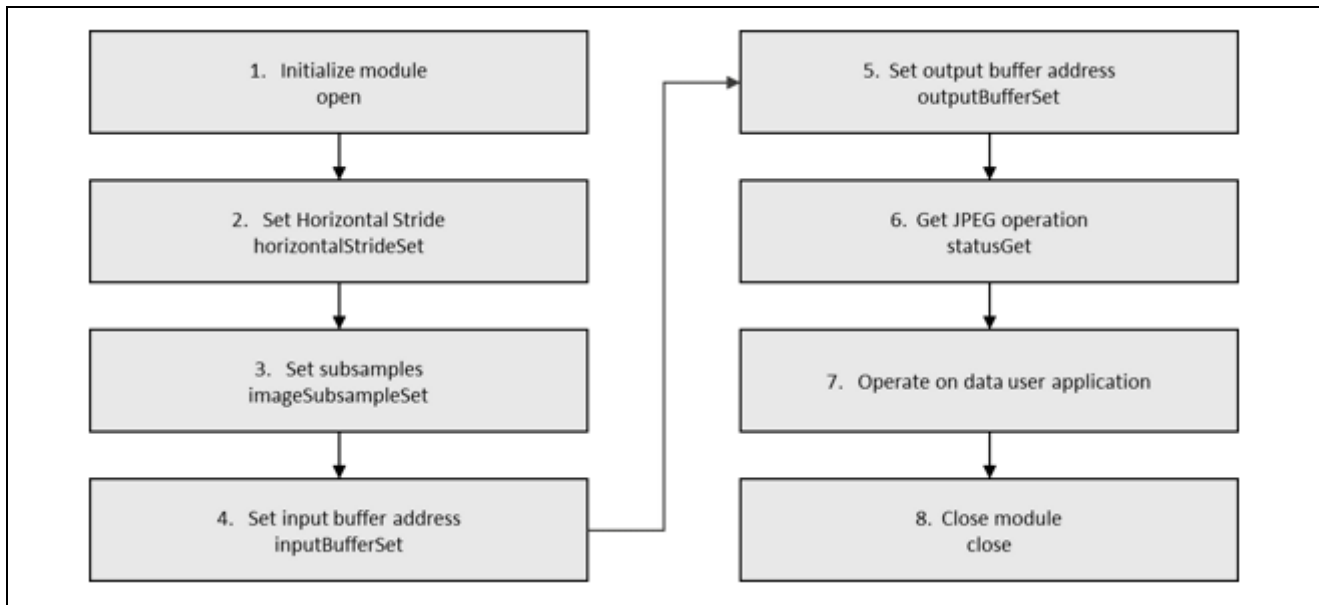 1. Initialize module
open
2. Set Horizontal Stride
horizontalStrideSet
3. Set subsamples
imageSubsampleSet
4. Set input buffer address
inputBufferSet
5. Set output buffer address
outputBufferSet
6. Get JPEG operation
statusGet
7. Operate on data user application
8. Close module
close